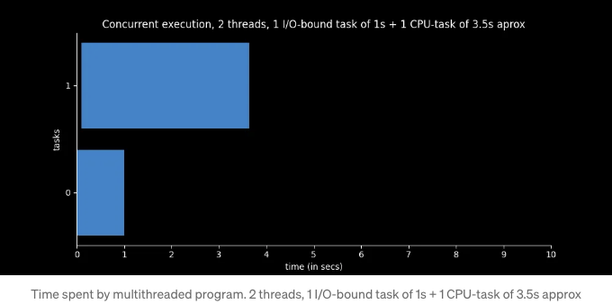 Concurrent execution, 2 threads, 1 I/O-bound task of 1s + 1 CPU-task of 3.5s aprox
1
tasks
0
0 1 2 3 4 5 6 7 8 9 10
time (in secs)
Time spent by multithreaded program. 2 threads, 1 I/O-bound task of 1s + 1 CPU-task of 3.5s approx